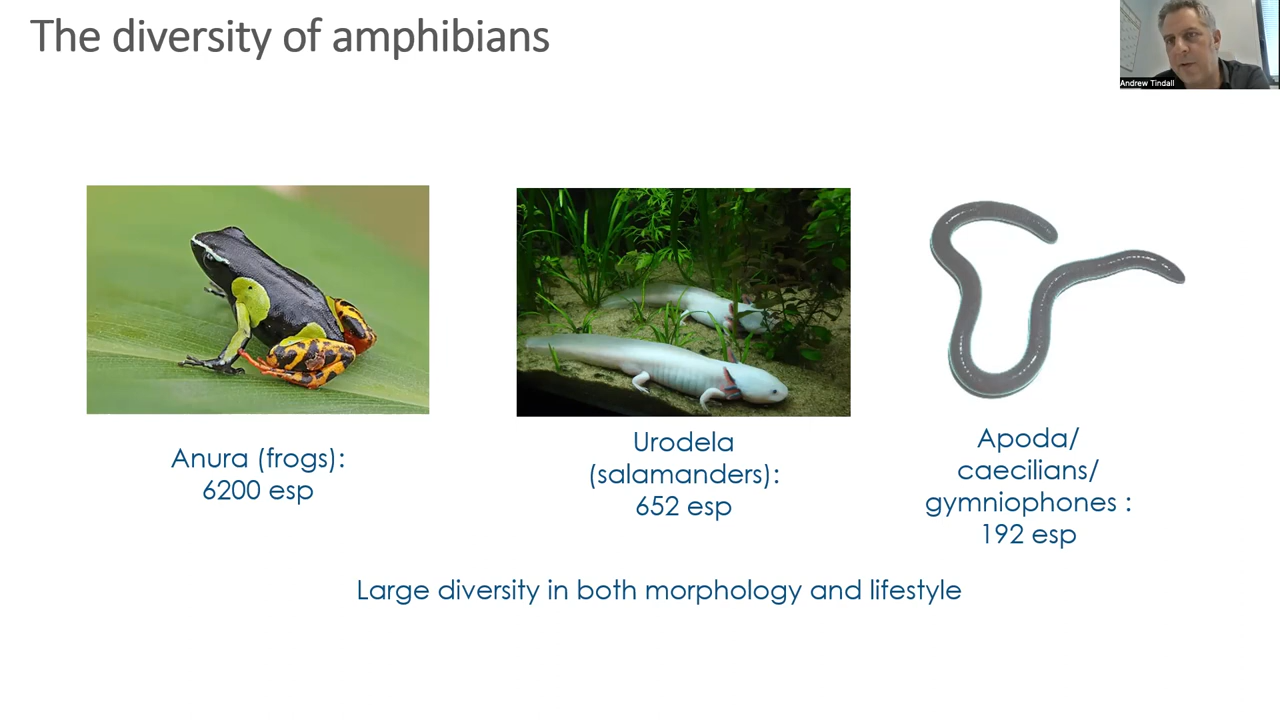 The diversity of amphibians
Andrew Tindall
Anura (frogs):
6200 esp
Urodela
(salamanders):
652 esp
Apoda/
caecilians/
gymniophones :
192 esp
Large diversity in both morphology and lifestyle